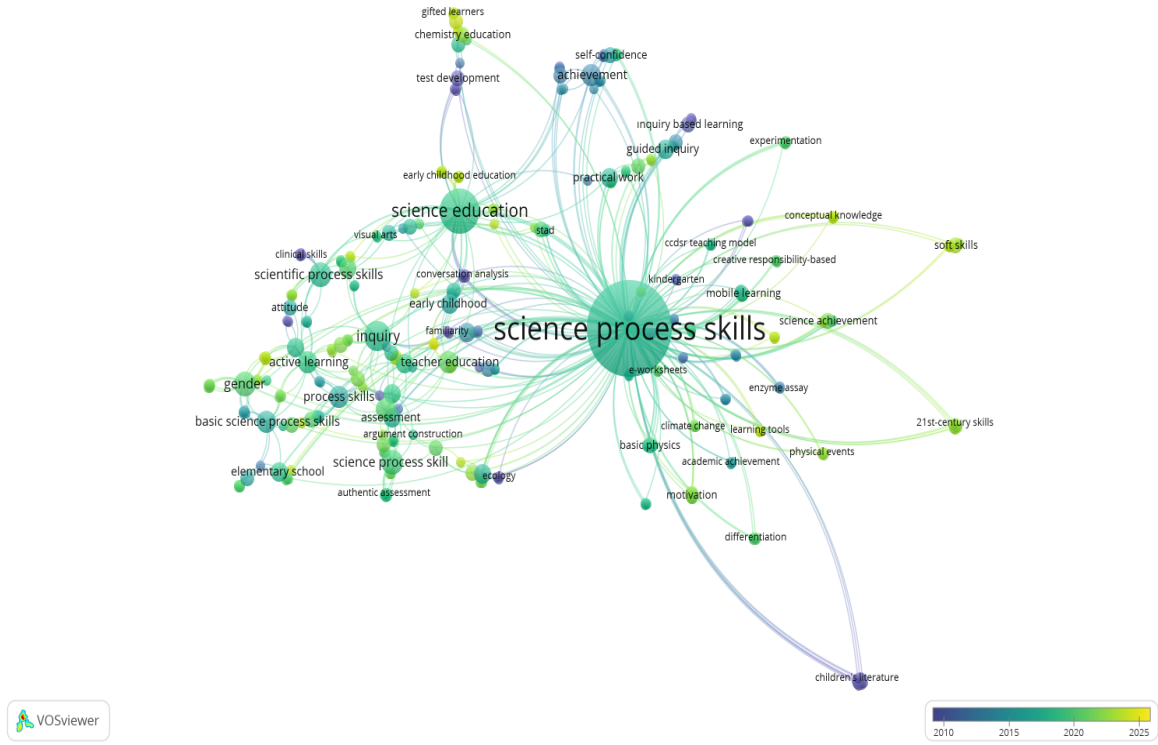 gifted learners
chemistry education
self-confidence
test development
achievement
inquiry based learning
experimentation
guided inquiry
early childhood education
practical work
science education
conceptual knowledge
visual arts
stad
ccdsr teaching model
soft skills
clinical skills
creative responsibility-based
scientific process skills
conversation analysis
kindergarten
mobile learning
attitude
early childhood
science achievement
science process skills
familiarity
inquiry
active learning
teacher education
e-worksheets
gender
enzyme assay
process skills
basic science process skills
assessment
21st-century skills
climate change
learning tools
argument construction
basic physics
physical events
science process skill
academic achievement
elementary school
ecology
authentic assessment
motivation
differentiation
children's literature
VOSviewer
2010 2015 2020 2025